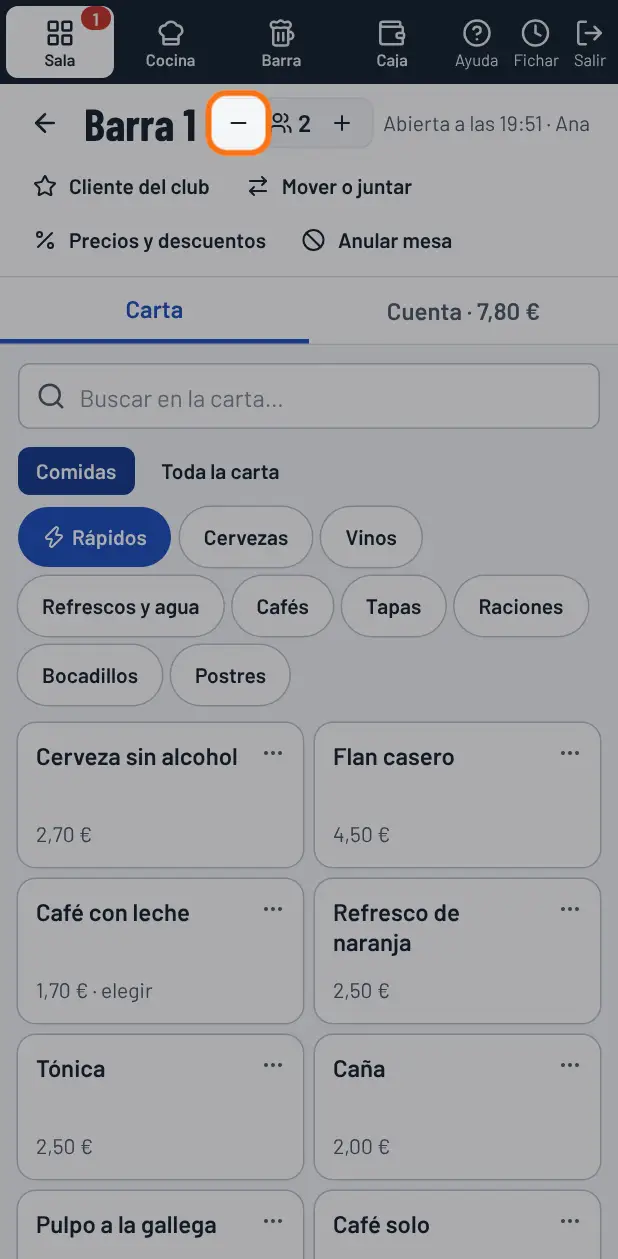 1
Sala
Cocina
Barra
Caja
Ayuda
Fichar
Salir
Barra 1
−
2
+
Abierta a las 19:51 · Ana
Cliente del club
Mover o juntar
% Precios y descuentos
Anular mesa
Carta
Cuenta · 7,80 €
Buscar en la carta...
Comidas
Toda la carta
Rápidos
Cervezas
Vinos
Refrescos y agua
Cafés
Tapas
Raciones
Bocadillos
Postres
Cerveza sin alcohol ···
2,70 €
Flan casero ···
4,50 €
Café con leche ···
1,70 € · elegir
Refresco de ···
naranja
2,50 €
Tónica ···
2,50 €
Caña ···
2,00 €
Pulpo a la gallega ···
Café solo ···